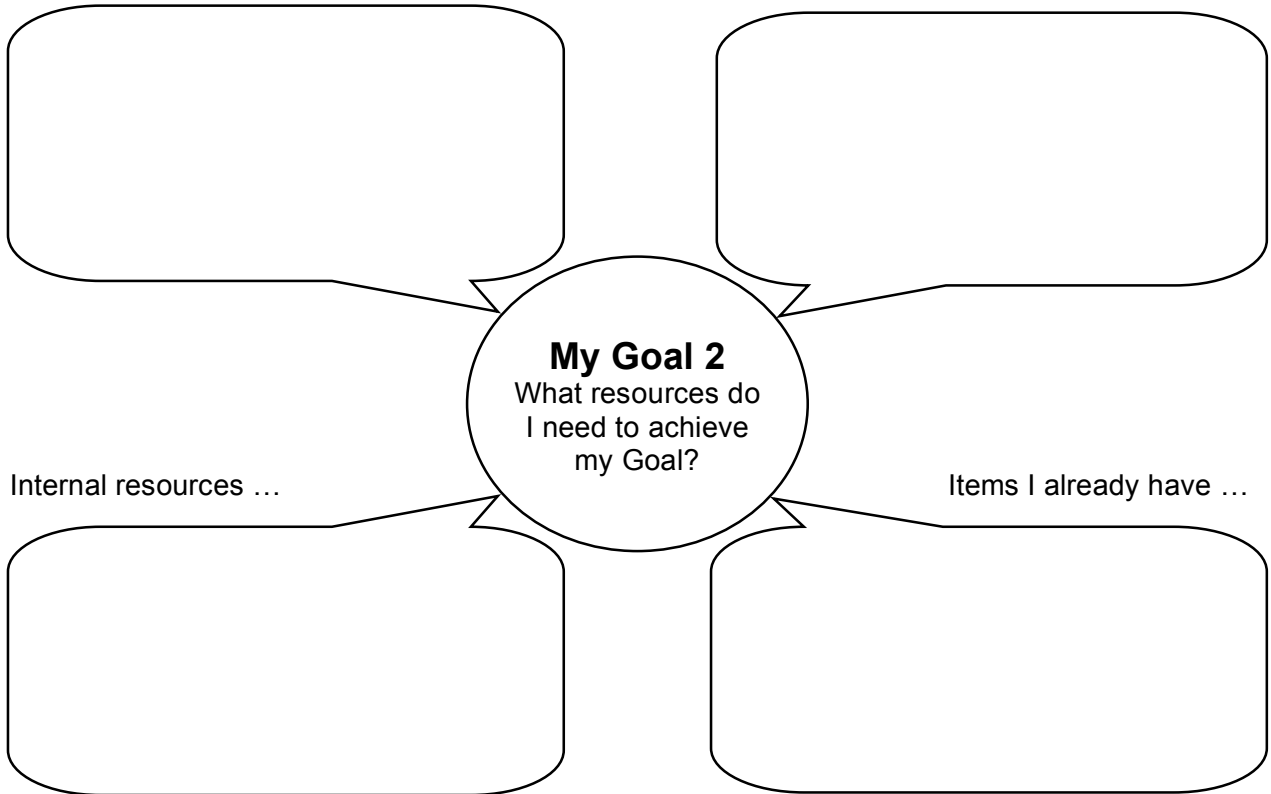 My Goal 2
What resources do
I need to achieve
my Goal?
Internal resources …
Items I already have …